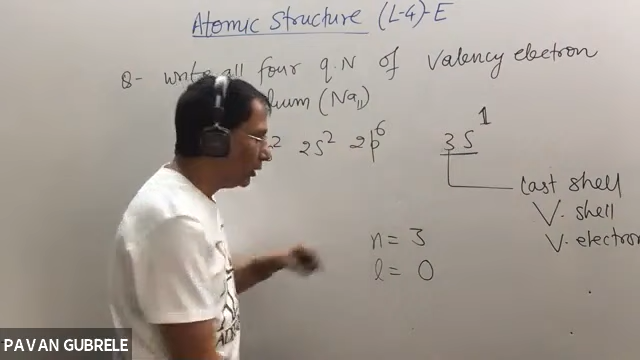 Atomic Structure (L-4)-E
Q- write all four q.N of Valency electron
(Na11)
2 2s² 2p⁶ 3s¹
Last shell
V. shell
V. electron
n = 3
l = 0
PAVAN GUBRELE